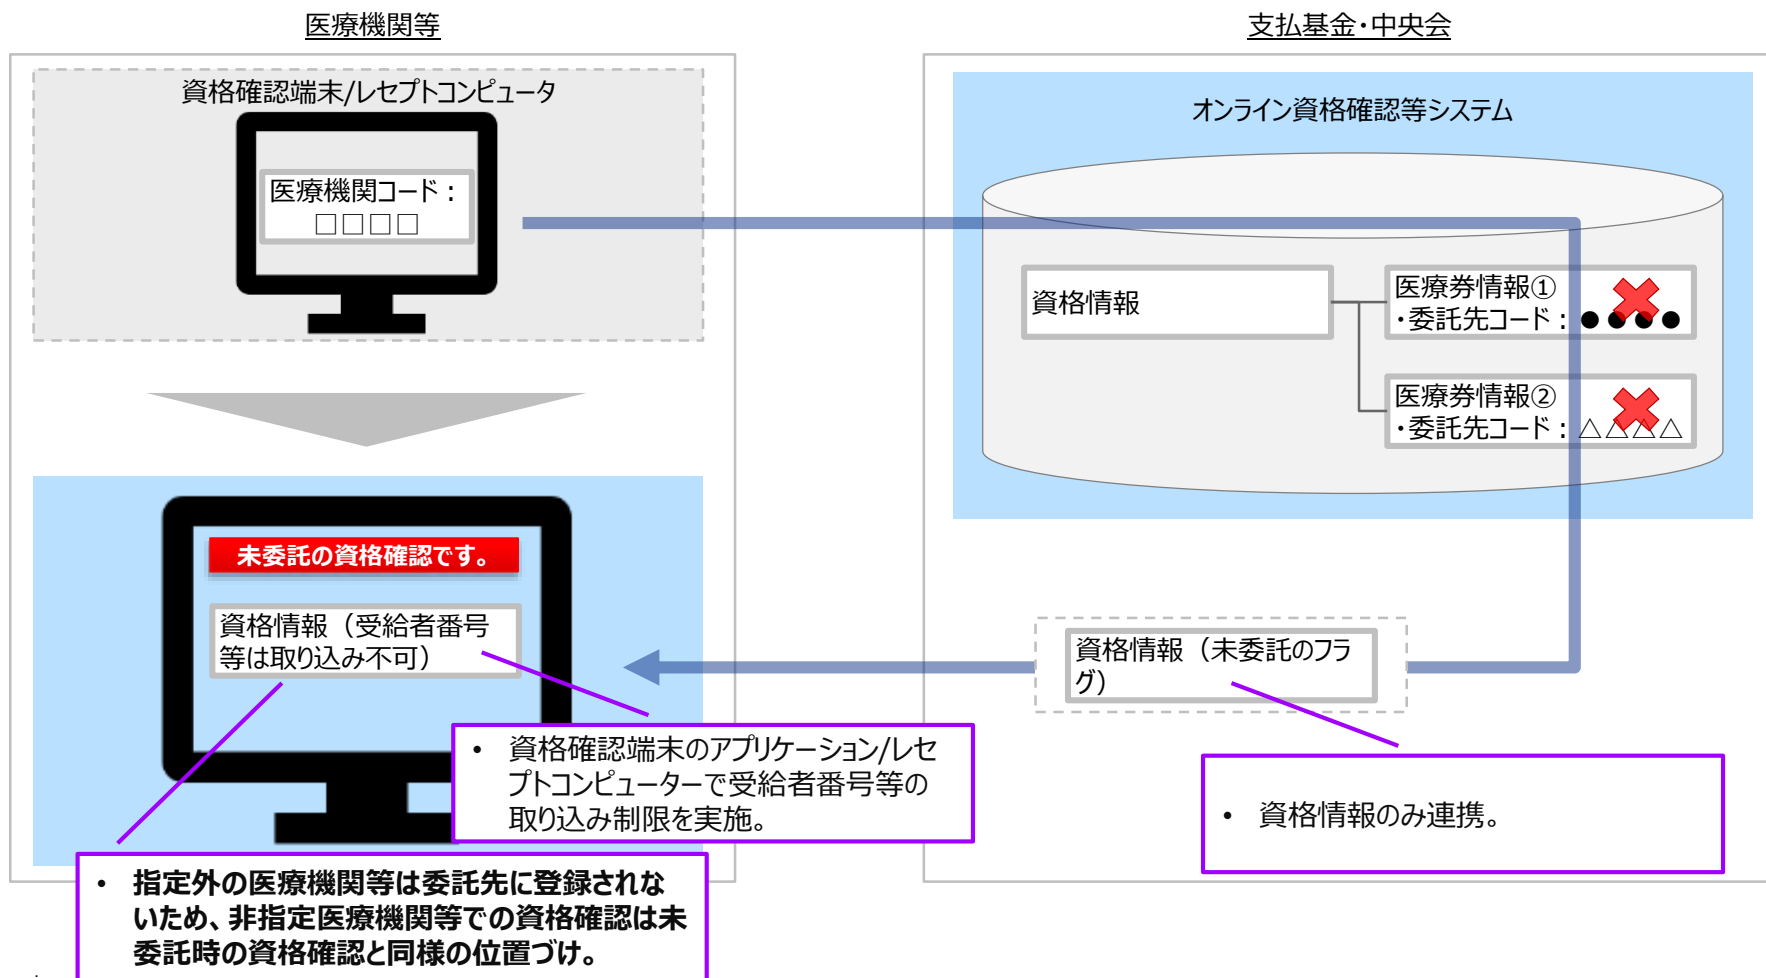 医療機関等
資格確認端末/レセプトコンピュータ
医療機関コード：
□□□□
未委託の資格確認です。
資格情報（受給者番号
等は取り込み不可）
• 資格確認端末のアプリケーション/レセ
プトコンピューターで受給者番号等の
取り込み制限を実施。
• 指定外の医療機関等は委託先に登録されな
いため、非指定医療機関等での資格確認は未
委託時の資格確認と同様の位置づけ。
支払基金・中央会
オンライン資格確認等システム
資格情報
医療券情報①
・委託先コード：●●●●
医療券情報②
・委託先コード：△△△△
資格情報（未委託のフラ
グ）
• 資格情報のみ連携。